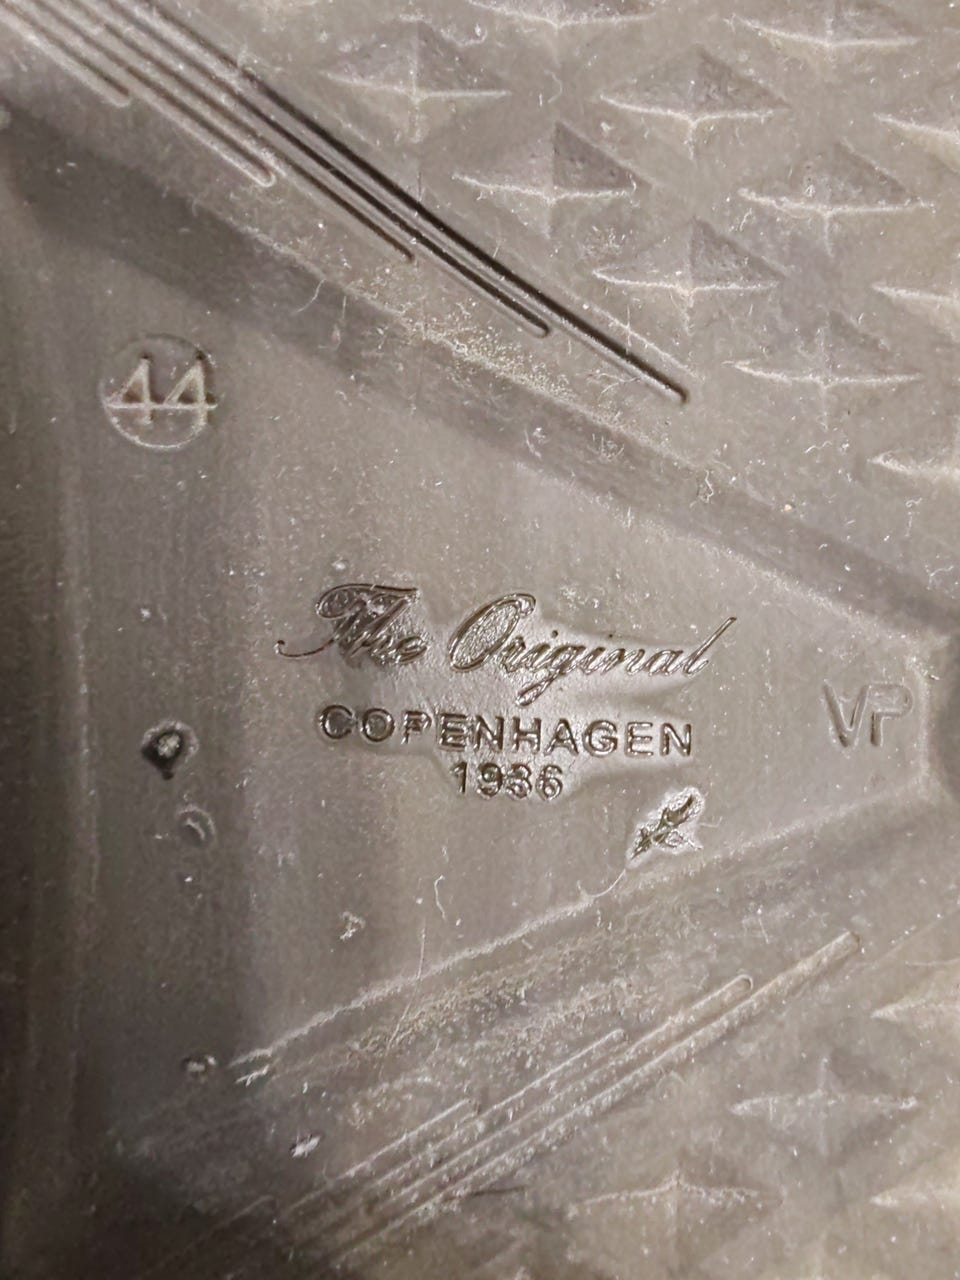 44
The Original
COPENHAGEN
1936
VP